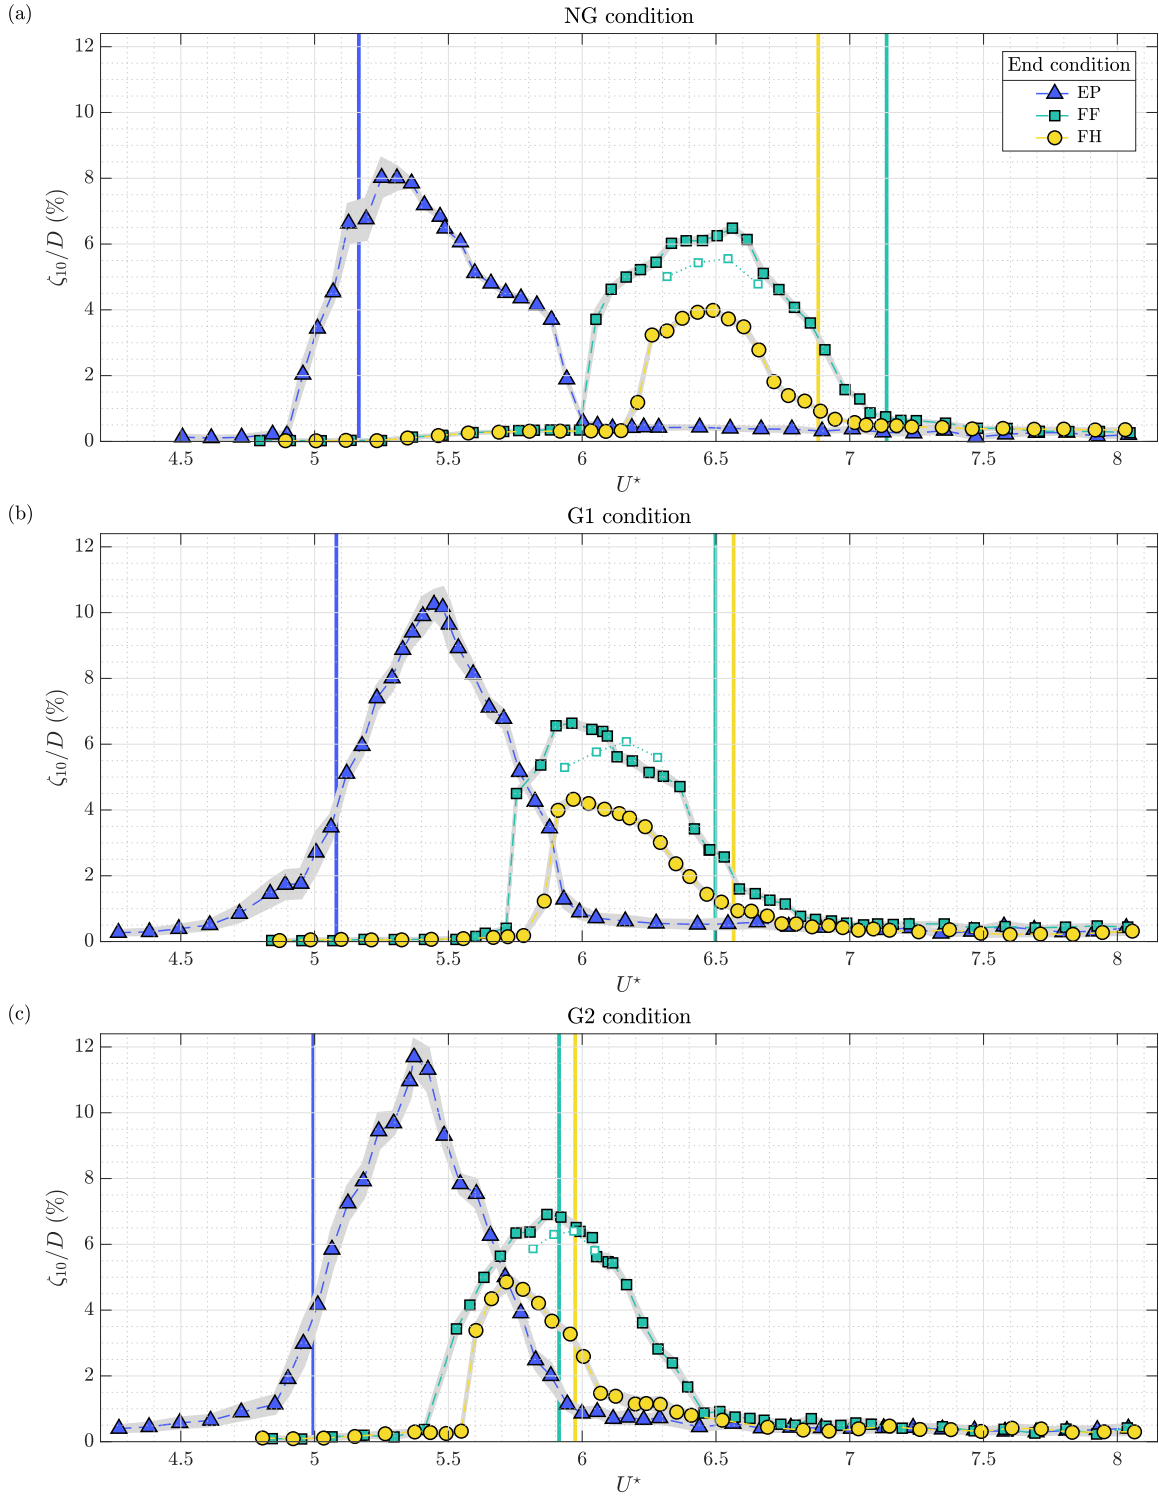 (a)
NG condition
12
10
8
6
4
2
0
ζ₁₀/D (%)
End condition
EP
FF
FH
4.5 5 5.5 6 6.5 7 7.5 8
U⋆
(b)
G1 condition
12
10
8
6
4
2
0
ζ₁₀/D (%)
4.5 5 5.5 6 6.5 7 7.5 8
U⋆
(c)
G2 condition
12
10
8
6
4
2
0
ζ₁₀/D (%)
4.5 5 5.5 6 6.5 7 7.5 8
U⋆